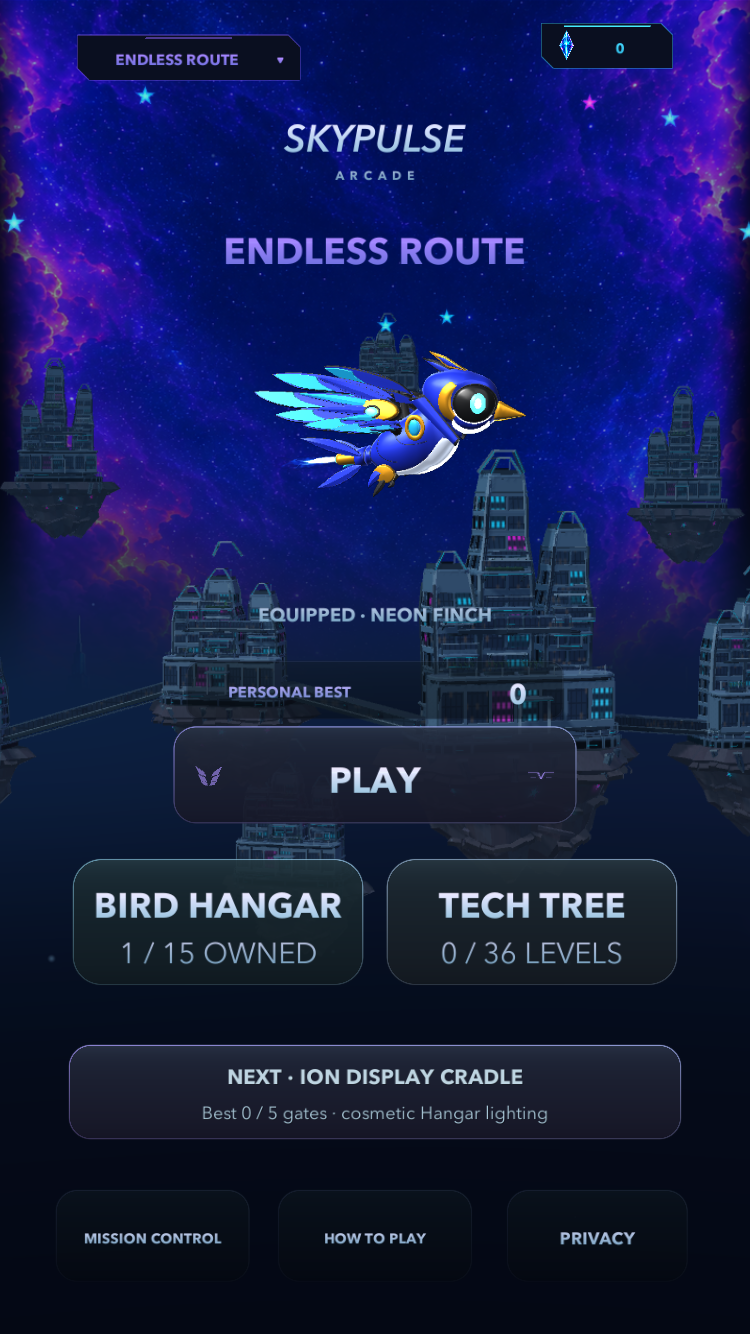 ENDLESS ROUTE ▼
0
SKYPULSE
ARCADE
ENDLESS ROUTE
EQUIPPED · NEON FINCH
PERSONAL BEST 0
PLAY
BIRD HANGAR
1 / 15 OWNED
TECH TREE
0 / 36 LEVELS
NEXT · ION DISPLAY CRADLE
Best 0 / 5 gates · cosmetic Hangar lighting
MISSION CONTROL
HOW TO PLAY
PRIVACY